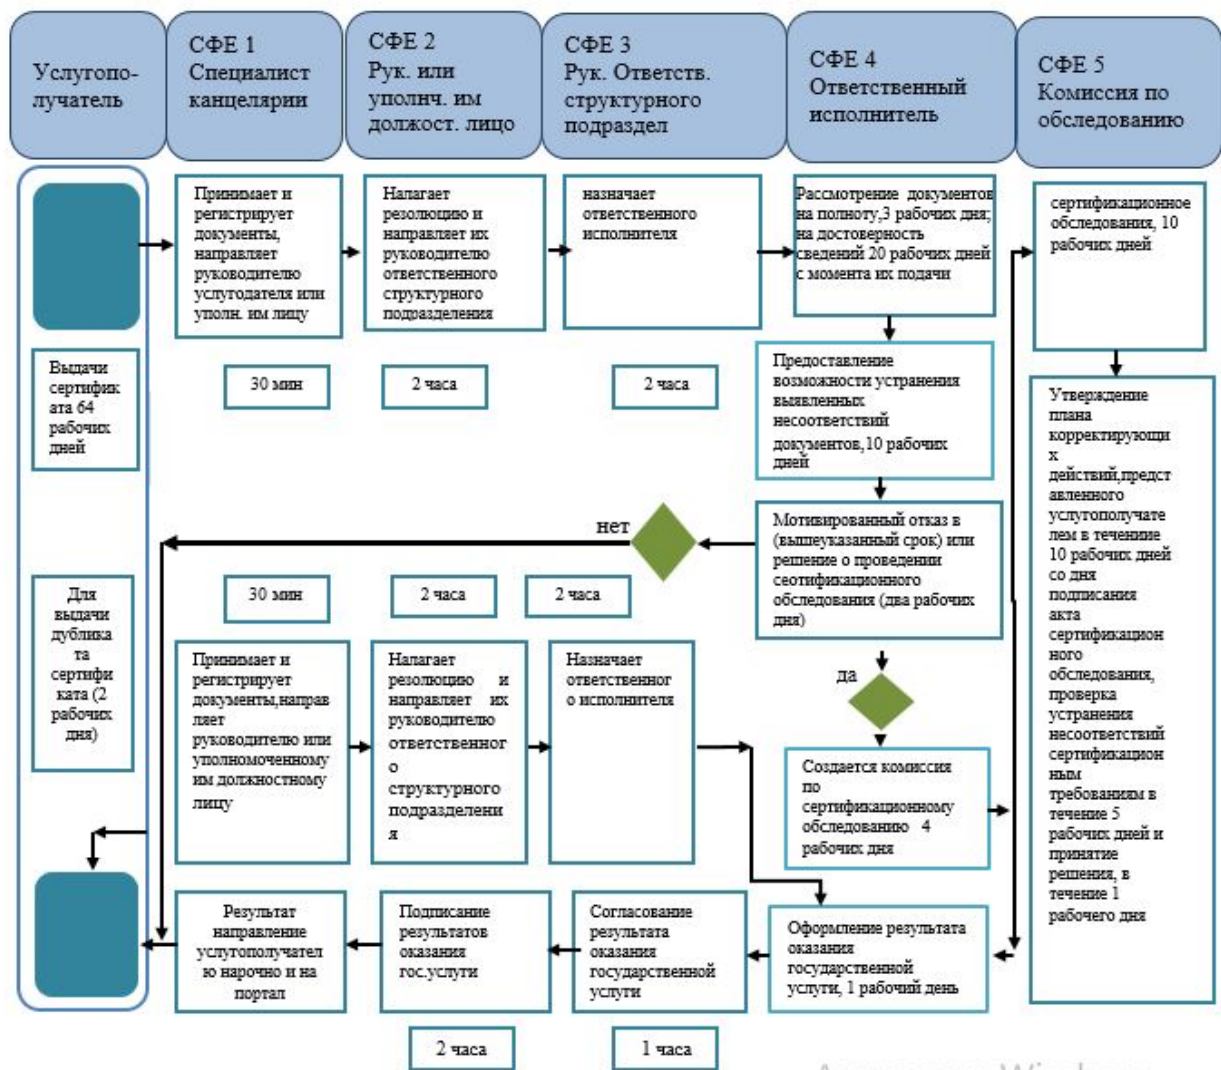 Услугопо-
лучатель
СФЕ 1
Специалист
канцелярии
СФЕ 2
Рук. или
уполнч. им
должост. лицо
СФЕ 3
Рук. Ответств.
структурного
подраздел
СФЕ 4
Ответственный
исполнитель
СФЕ 5
Комиссия по
обследованию
Принимает и
регистрирует
документы,
направляет
руководителю
услугодателя или
уполн. им лицу
Налагает
резолюцию и
направляет их
руководителю
ответственного
структурного
подразделения
назначает
ответственного
исполнителя
Рассмотрение документов
на полноту,3 рабочих дня;
на достоверность
сведений 20 рабочих дней
с момента их подачи
сертификационное
обследования, 10
рабочих дней
Выдачи
сертифик
ата 64
рабочих
дней
30 мин
2 часа
2 часа
Предоставление
возможности устранения
выявленных
несоответствий
документов,10 рабочих
дней
Утверждение
плана
корректирующи
х
действий,предст
авленного
услугополучате
лем в течениие
10 рабочих дней
со дня
подписания
акта
сертификацион
ного
обследования,
проверка
устранения
несоответствий
сертификацион
ным
требованиям в
течение 5
рабочих дней и
принятие
решения, в
течение 1
рабочего дня
нет
Мотивированный отказ в
(вышеуказанный срок) или
решение о проведении
сеотификационного
обследования (два рабочих
дня)
Для
выдачи
дублика
та
сертифи
ката (2
рабочих
дня)
30 мин
2 часа
2 часа
Принимает и
регистрирует
документы,направ
ляет
руководителю или
уполномоченному
им должностному
лицу
Налагает
резолюцию и
направляет их
руководителю
ответственног
о
структурного
подразделени
я
Назначает
ответственног
о исполнителя
да
Создается комиссия
по
сертификационному
обследованию 4
рабочих дня
Результат
направление
услугополучател
ю нарочно и на
портал
Подписание
результатов
оказания
гос.услуги
Согласование
результата
оказания
государственной
услуги
Оформление результата
оказания
государственной
услуги, 1 рабочий день
2 часа
1 час